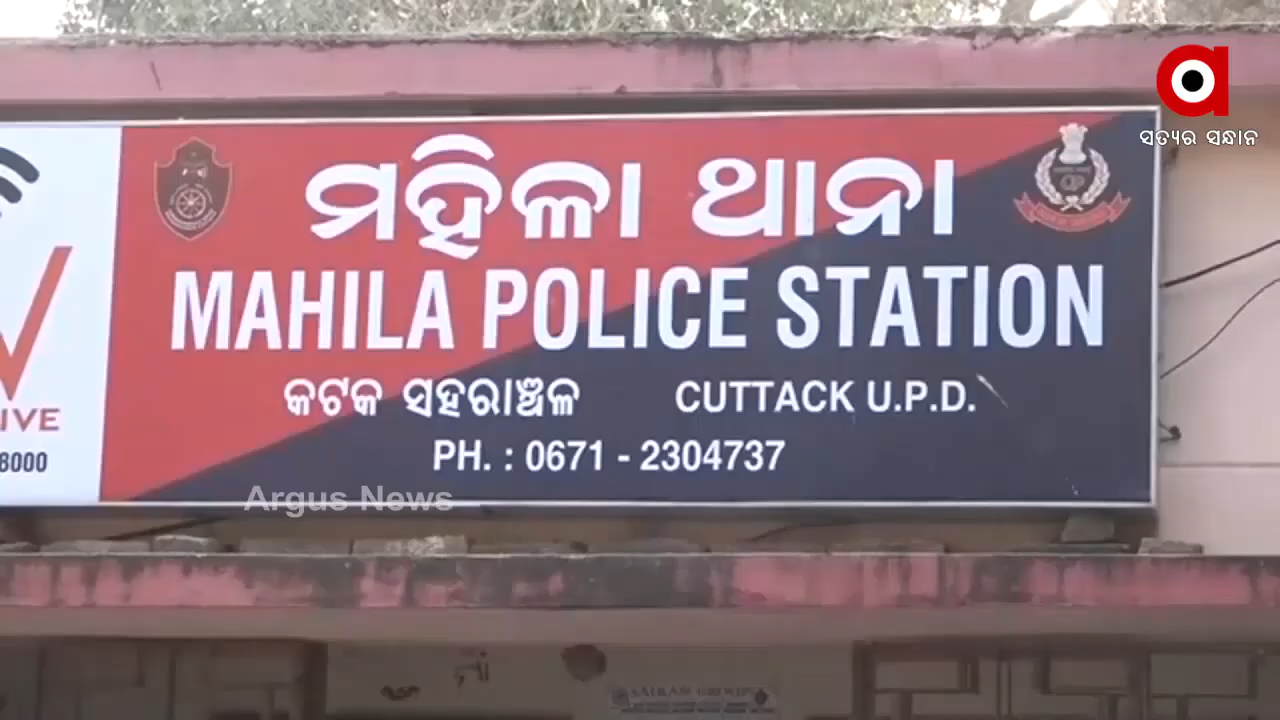 ସତ୍ୟର ସନ୍ଧାନ
ମହିଳା ଥାନା
MAHILA POLICE STATION
କଟକ ସହରାଞ୍ଚଳ CUTTACK U.P.D.
PH. : 0671 - 2304737
IVE
8000
Argus News